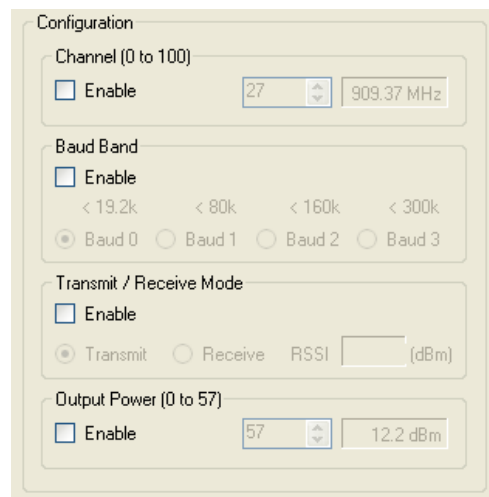 Configuration
Channel (0 to 100)
Enable 27 909.37 MHz
Baud Band
Enable
< 19.2k < 80k < 160k < 300k
Baud 0 Baud 1 Baud 2 Baud 3
Transmit / Receive Mode
Enable
Transmit Receive RSSI (dBm)
Output Power (0 to 57)
Enable 57 12.2 dBm